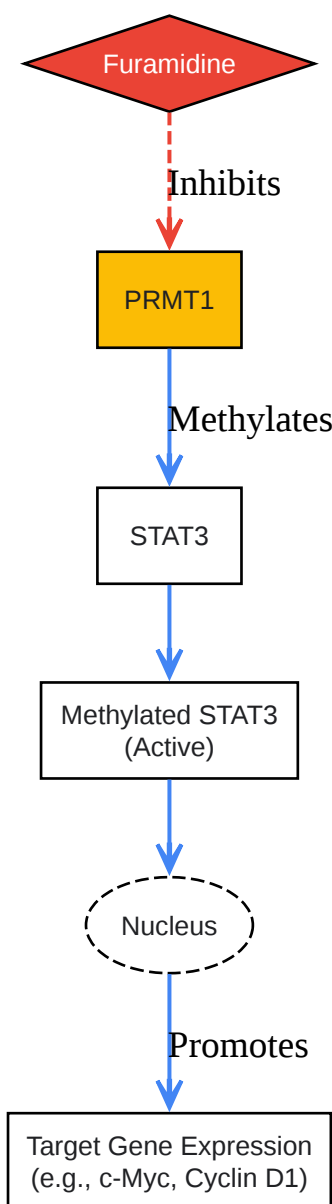 Furamidine
Inhibits
PRMT1
Methylates
STAT3
Methylated STAT3
(Active)
Nucleus
Promotes
Target Gene Expression
(e.g., c-Myc, Cyclin D1)